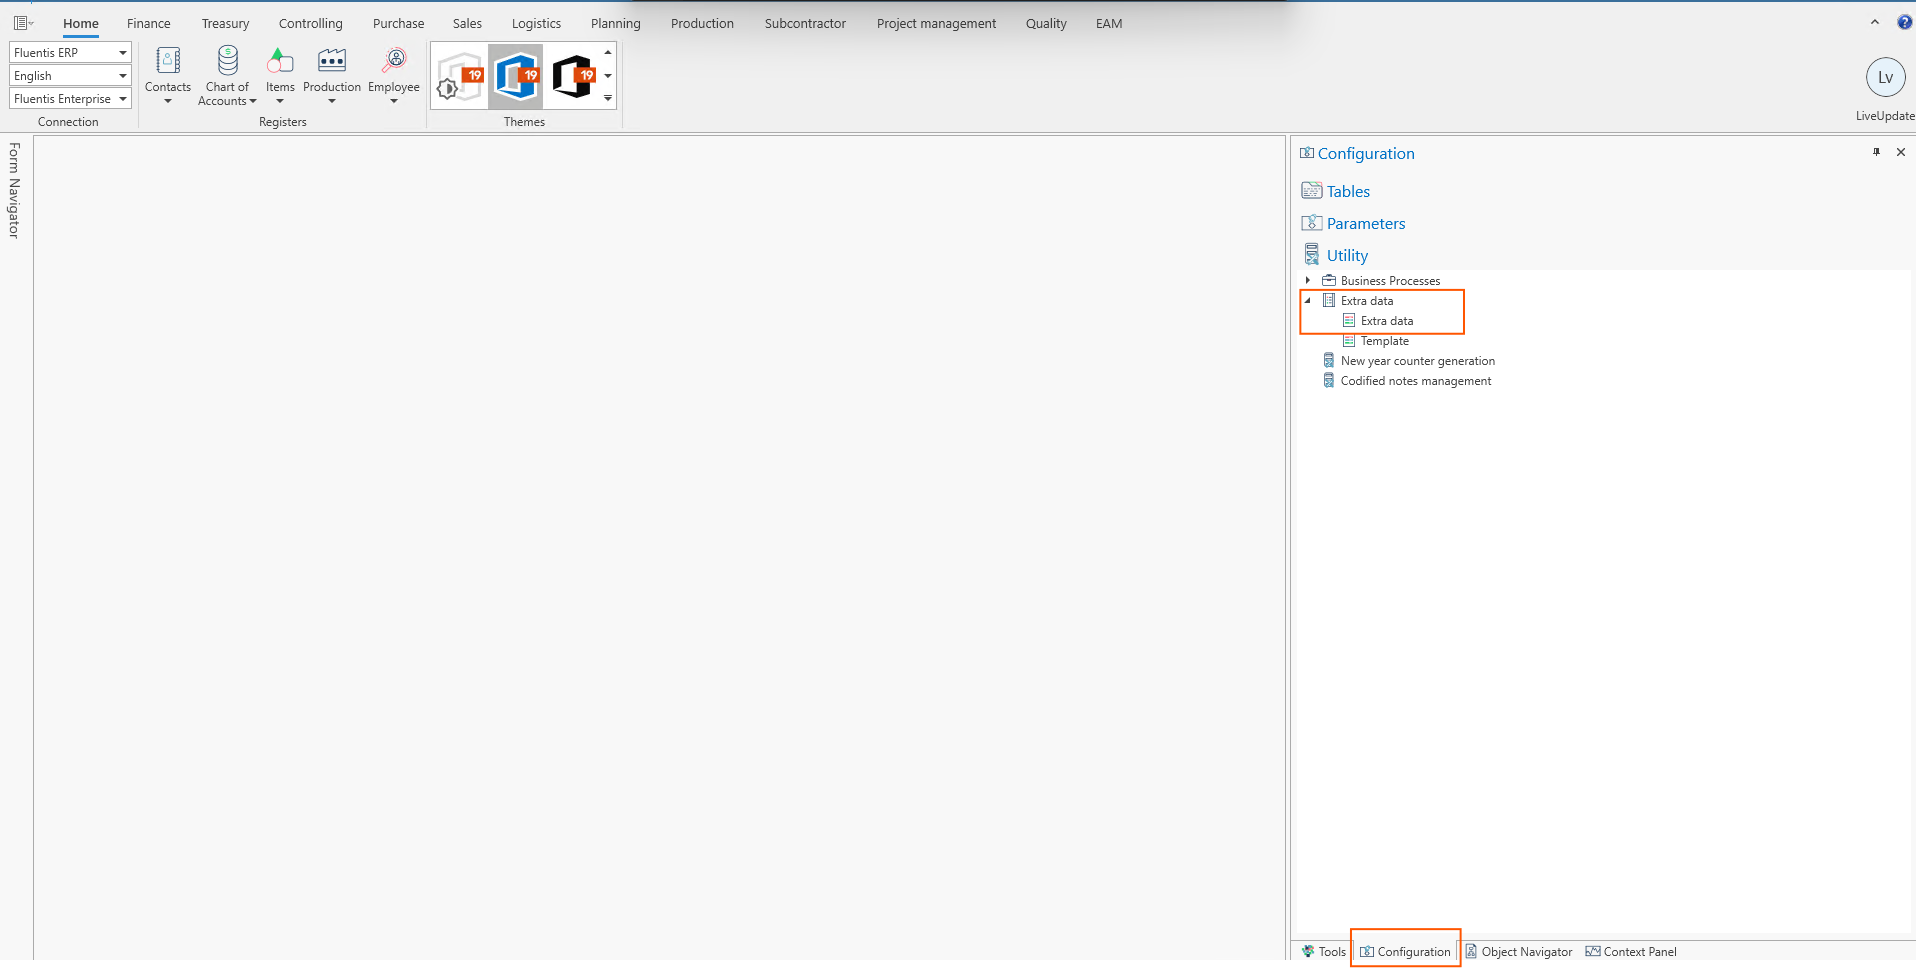 Home Finance Treasury Controlling Purchase Sales Logistics Planning Production Subcontractor Project management Quality EAM
Fluentis ERP
English
Fluentis Enterprise
Connection
Contacts
Chart of
Accounts
Items
Production
Employee
Registers
19 19 19
Themes
Lv
LiveUpdate
Form Navigator
Configuration
Tables
Parameters
Utility
Business Processes
Extra data
Extra data
Template
New year counter generation
Codified notes management
Tools Configuration Object Navigator Context Panel